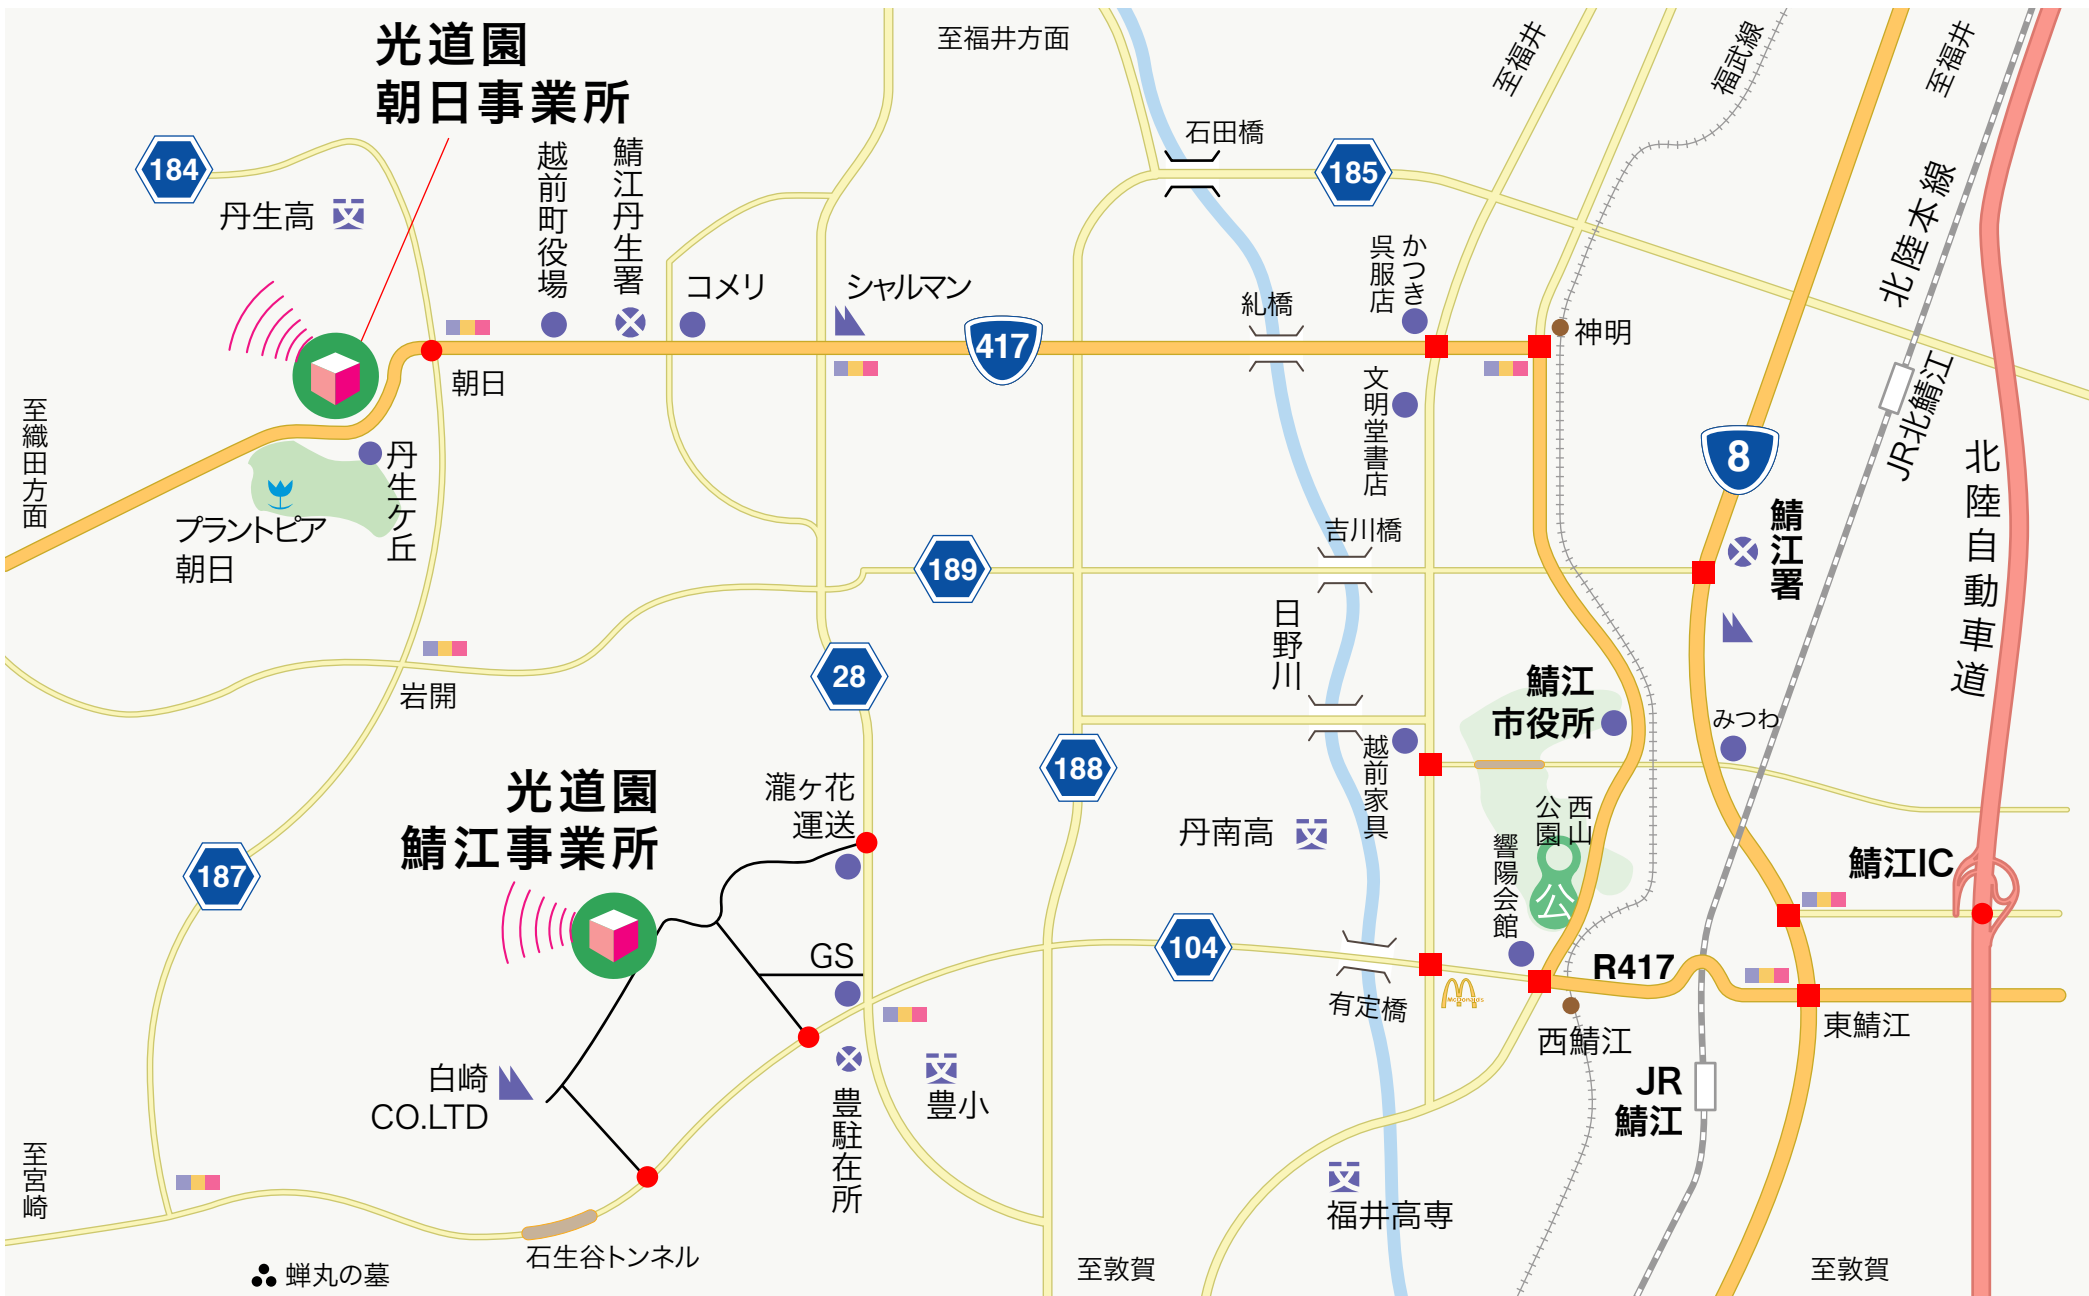 光道園
朝日事業所
至福井方面
至福井
福武線
至福井
石田橋
184
185
丹生高
越前町役場
鯖江丹生署
コメリ
シャルマン
417
札橋
かつき
呉服店
神明
北陸本線
朝日
文明堂書店
JR北鯖江
8
北陸自動車道
至織田方面
丹生ケ丘
プラントピア
朝日
鯖江署
吉川橋
189
日野川
28
岩開
鯖江
市役所
みつわ
越前家具
188
光道園
鯖江事業所
瀧ヶ花
運送
丹南高
西山
公園
公
響陽会館
鯖江IC
187
GS
104
R417
有定橋
McDonald's
西鯖江
東鯖江
白崎
CO.LTD
豊駐在所
豊小
JR
鯖江
至宮崎
石生谷トンネル
福井高専
蝉丸の墓
至敦賀
至敦賀